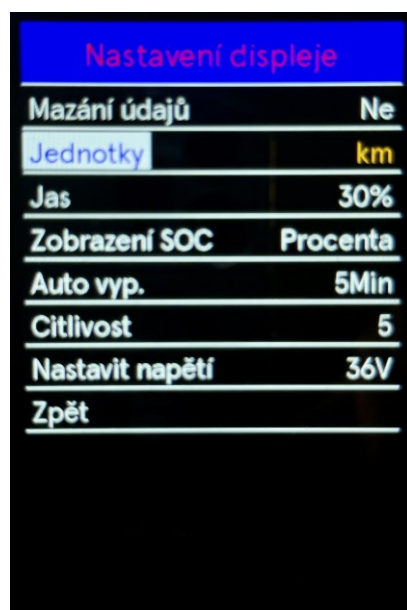 Nastavení displeje
Mazání údajů Ne
Jednotky km
Jas 30%
Zobrazení SOC Procenta
Auto vyp. 5Min
Citlivost 5
Nastavit napětí 36V
Zpět